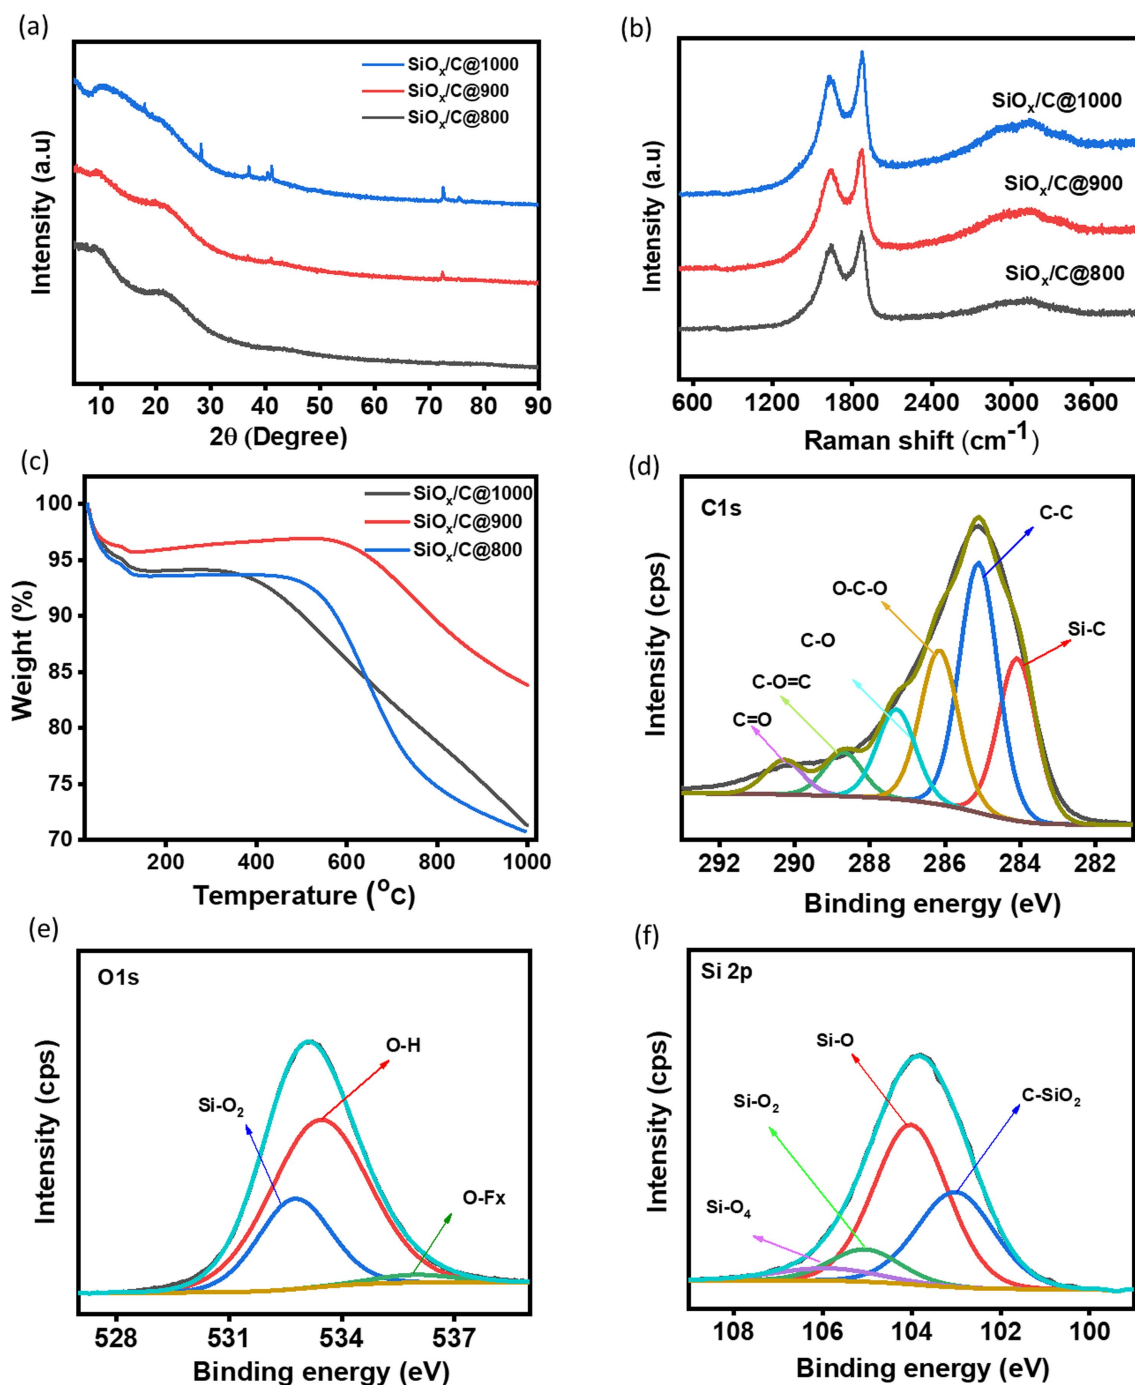 (a)
SiOₓ/C@1000
SiOₓ/C@900
SiOₓ/C@800
Intensity (a.u)
10 20 30 40 50 60 70 80 90
2θ (Degree)
(b)
SiOₓ/C@1000
SiOₓ/C@900
SiOₓ/C@800
Intensity (a.u)
600 1200 1800 2400 3000 3600
Raman shift (cm⁻¹)
(c)
SiOₓ/C@1000
SiOₓ/C@900
SiOₓ/C@800
100
95
90
85
80
75
70
Weight (%)
200 400 600 800 1000
Temperature (°C)
(d)
C1s
C-C
O-C-O
C-O
Si-C
C-O=C
C=O
Intensity (cps)
292 290 288 286 284 282
Binding energy (eV)
(e)
O1s
O-H
Si-O₂
O-Fx
Intensity (cps)
528 531 534 537
Binding energy (eV)
(f)
Si 2p
Si-O
C-SiO₂
Si-O₂
Si-O₄
Intensity (cps)
108 106 104 102 100
Binding energy (eV)